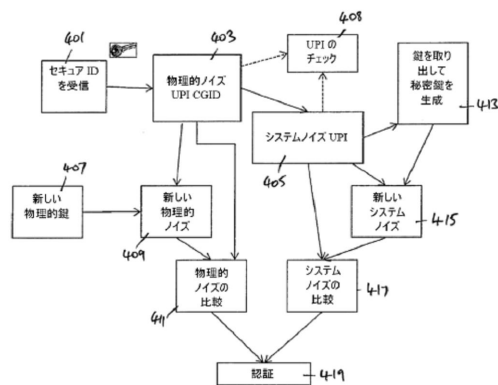 401
セキュア ID
を受信
403
物理的ノイズ
UPI CGID
408
UPI の
チェック
鍵を取り
出して
秘密鍵を
生成
413
システムノイズ UPI
405
407
新しい
物理的鍵
新しい
物理的
ノイズ
409
新しい
システム
ノイズ
415
物理的
ノイズの
比較
411
システム
ノイズの
比較
417
認証
419